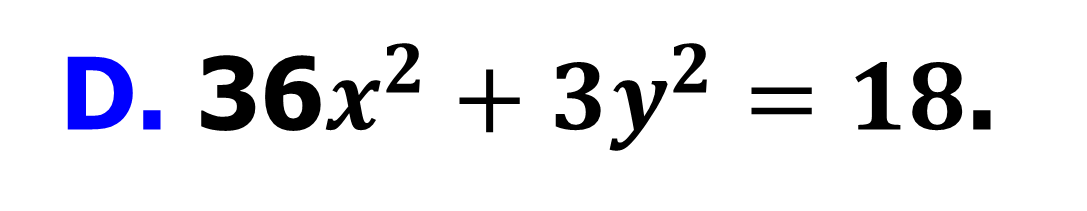 D. 36x² + 3y² = 18.